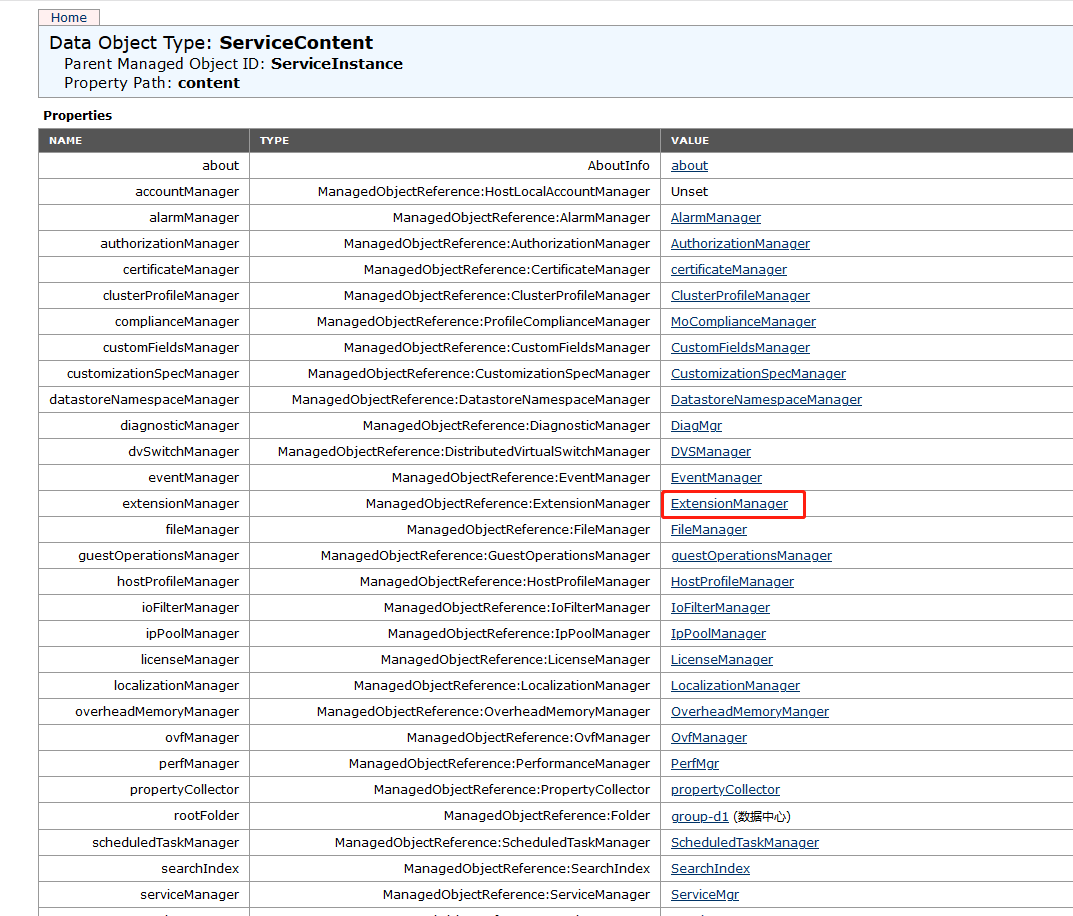 Home
Data Object Type: ServiceContent
Parent Managed Object ID: ServiceInstance
Property Path: content
Properties
NAME TYPE VALUE
about AboutInfo about
accountManager ManagedObjectReference:HostLocalAccountManager Unset
alarmManager ManagedObjectReference:AlarmManager AlarmManager
authorizationManager ManagedObjectReference:AuthorizationManager AuthorizationManager
certificateManager ManagedObjectReference:CertificateManager certificateManager
clusterProfileManager ManagedObjectReference:ClusterProfileManager ClusterProfileManager
complianceManager ManagedObjectReference:ProfileComplianceManager MoComplianceManager
customFieldsManager ManagedObjectReference:CustomFieldsManager CustomFieldsManager
customizationSpecManager ManagedObjectReference:CustomizationSpecManager CustomizationSpecManager
datastoreNamespaceManager ManagedObjectReference:DatastoreNamespaceManager DatastoreNamespaceManager
diagnosticManager ManagedObjectReference:DiagnosticManager DiagMgr
dvSwitchManager ManagedObjectReference:DistributedVirtualSwitchManager DVSManager
eventManager ManagedObjectReference:EventManager EventManager
extensionManager ManagedObjectReference:ExtensionManager ExtensionManager
fileManager ManagedObjectReference:FileManager FileManager
guestOperationsManager ManagedObjectReference:GuestOperationsManager guestOperationsManager
hostProfileManager ManagedObjectReference:HostProfileManager HostProfileManager
ioFilterManager ManagedObjectReference:IoFilterManager IoFilterManager
ipPoolManager ManagedObjectReference:IpPoolManager IpPoolManager
licenseManager ManagedObjectReference:LicenseManager LicenseManager
localizationManager ManagedObjectReference:LocalizationManager LocalizationManager
overheadMemoryManager ManagedObjectReference:OverheadMemoryManager OverheadMemoryManger
ovfManager ManagedObjectReference:OvfManager OvfManager
perfManager ManagedObjectReference:PerformanceManager PerfMgr
propertyCollector ManagedObjectReference:PropertyCollector propertyCollector
rootFolder ManagedObjectReference:Folder group-d1 (数据中心)
scheduledTaskManager ManagedObjectReference:ScheduledTaskManager ScheduledTaskManager
searchIndex ManagedObjectReference:SearchIndex SearchIndex
serviceManager ManagedObjectReference:ServiceManager ServiceMgr